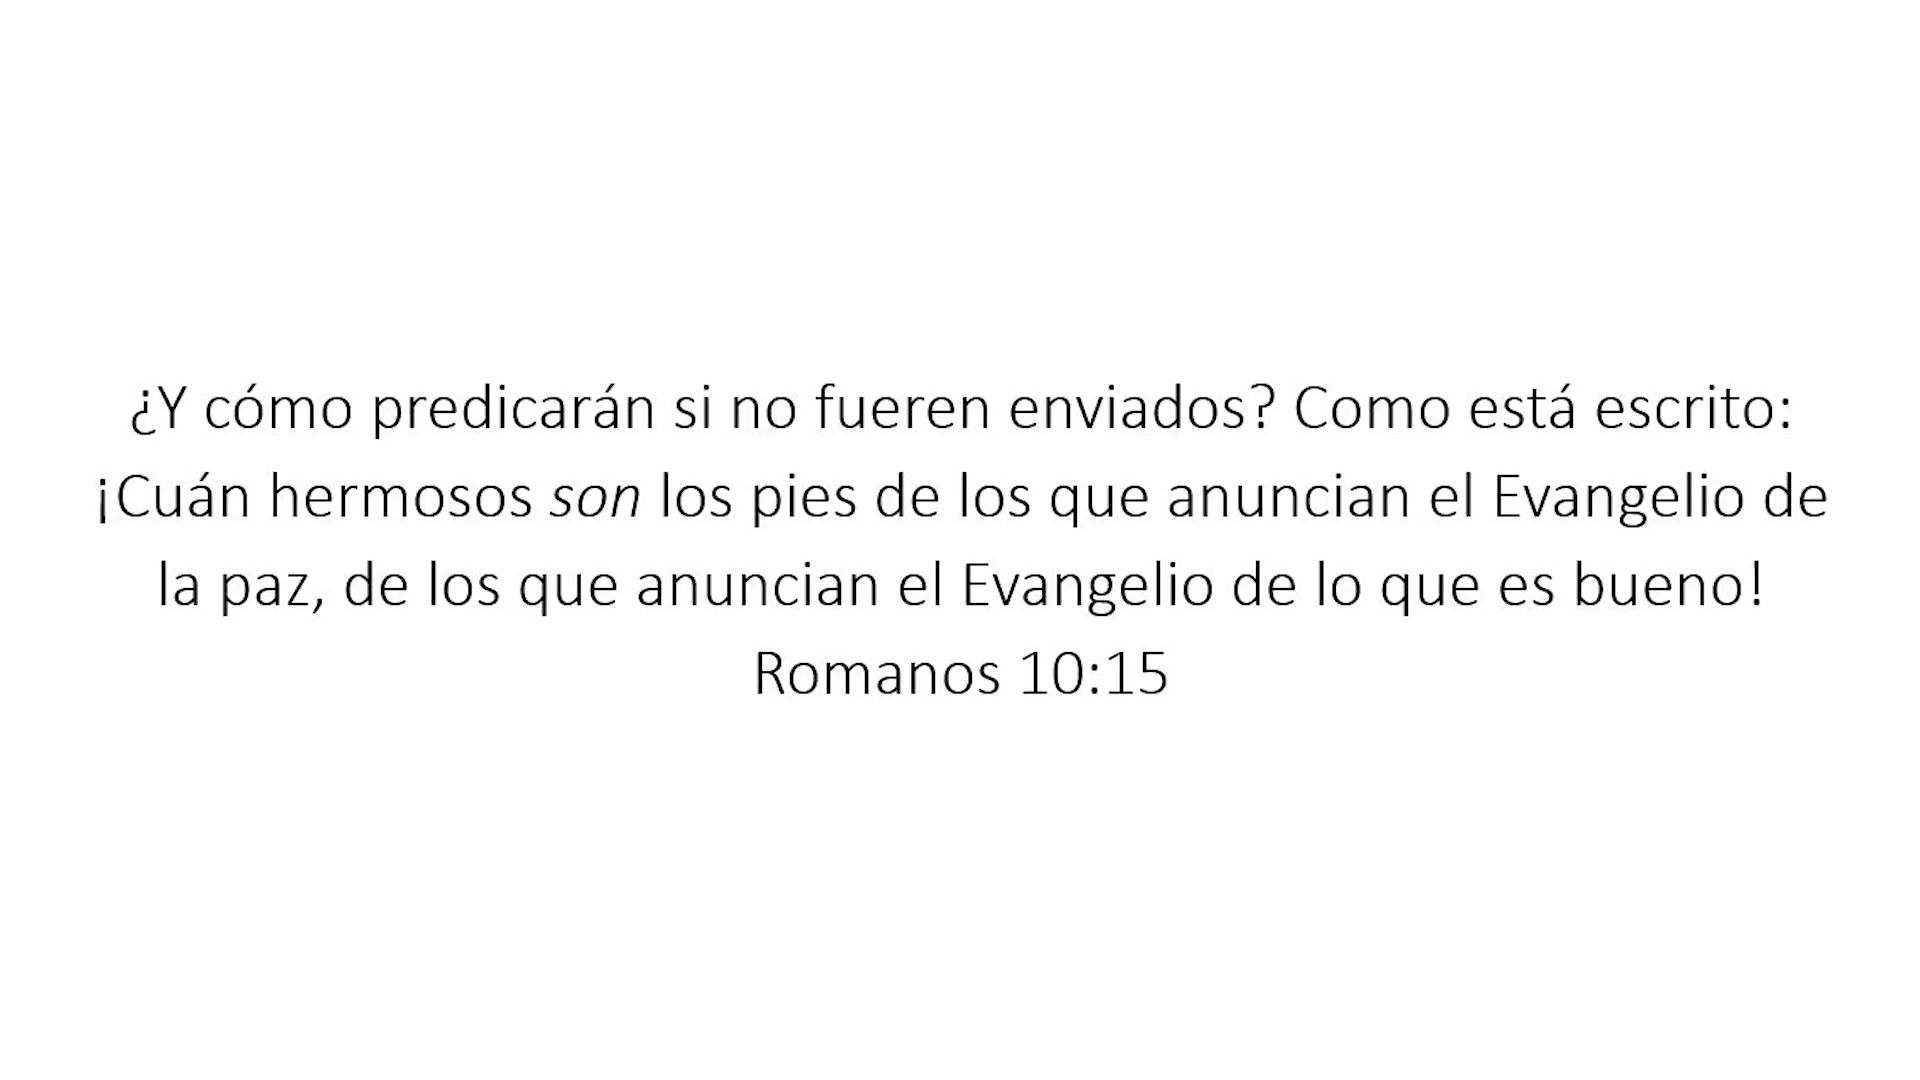 ¿Y cómo predicarán si no fueren enviados? Como está escrito:
¡Cuán hermosos son los pies de los que anuncian el Evangelio de
la paz, de los que anuncian el Evangelio de lo que es bueno!
Romanos 10:15